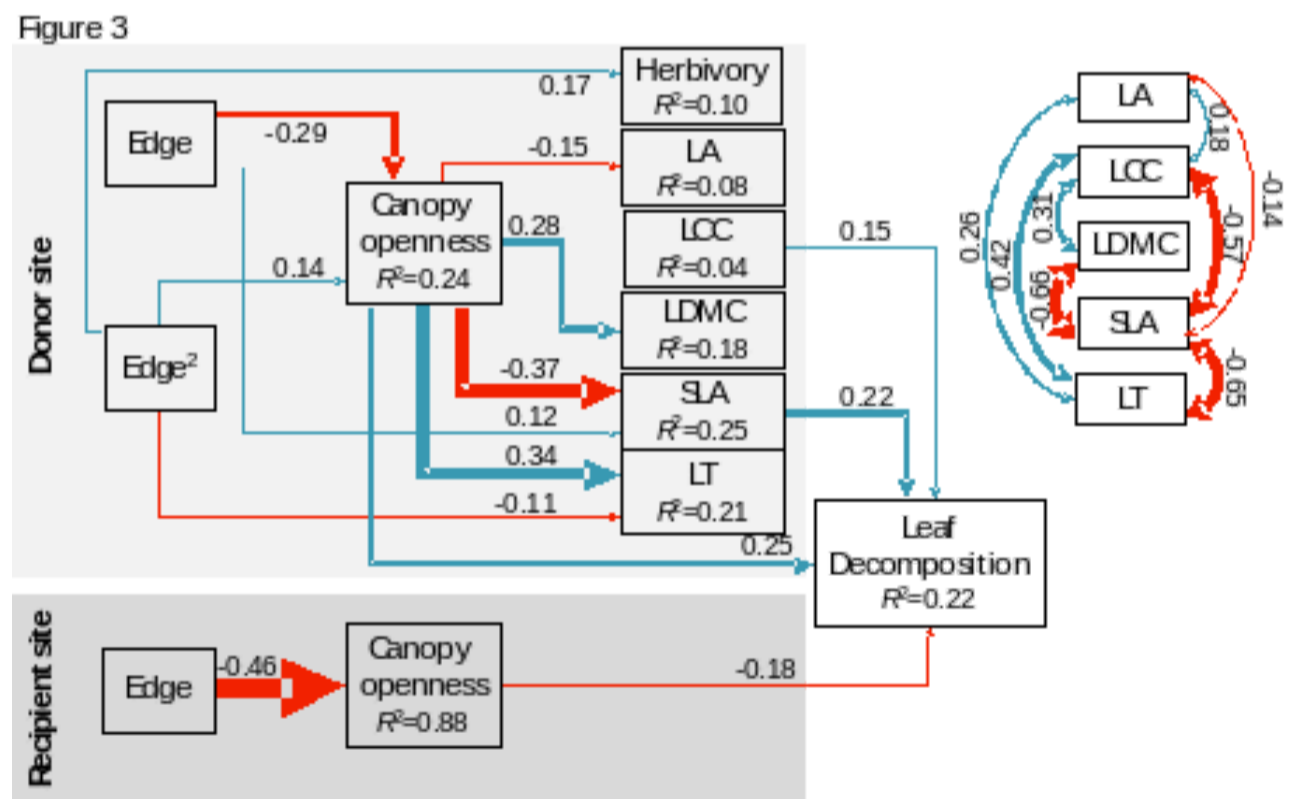 Figure 3
Donor site
Edge
-0.29
Edge²
0.14
Canopy
openness
R²=0.24
0.17
-0.15
0.28
-0.37
0.12
0.34
-0.11
0.25
Herbivory
R²=0.10
LA
R²=0.08
LCC
R²=0.04
LDMC
R²=0.18
SLA
R²=0.25
LT
R²=0.21
0.15
0.22
Leaf
Decomposition
R²=0.22
Recipient site
Edge
-0.46
Canopy
openness
R²=0.88
-0.18
LA
LCC
LDMC
SLA
LT
0.26
0.42
0.31
-0.66
0.18
-0.14
-0.57
-0.65